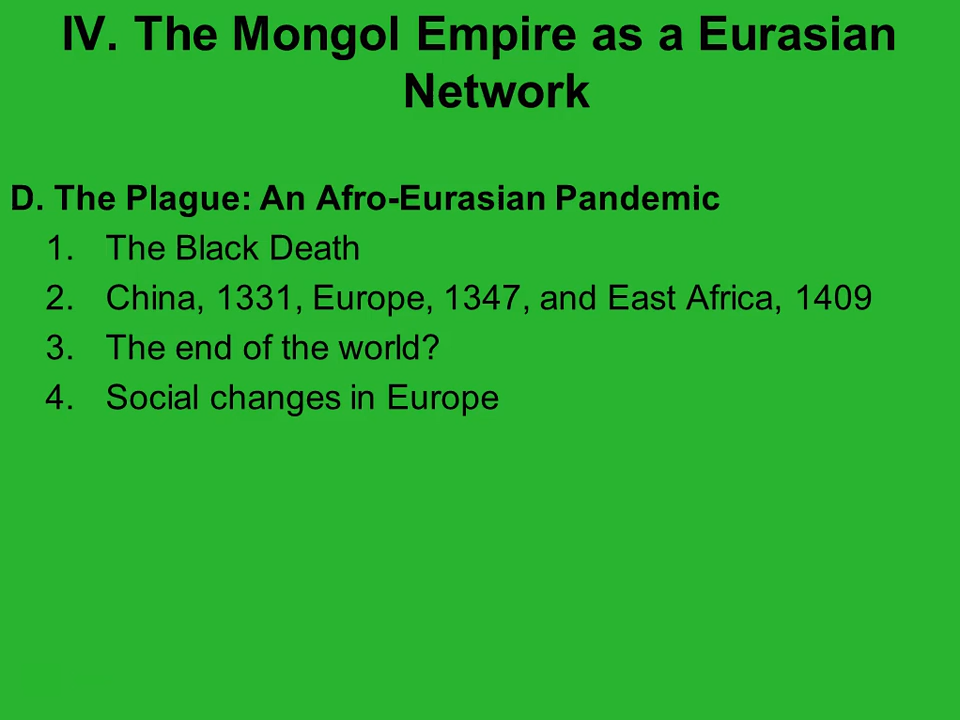 IV. The Mongol Empire as a Eurasian
Network
D. The Plague: An Afro-Eurasian Pandemic
1. The Black Death
2. China, 1331, Europe, 1347, and East Africa, 1409
3. The end of the world?
4. Social changes in Europe